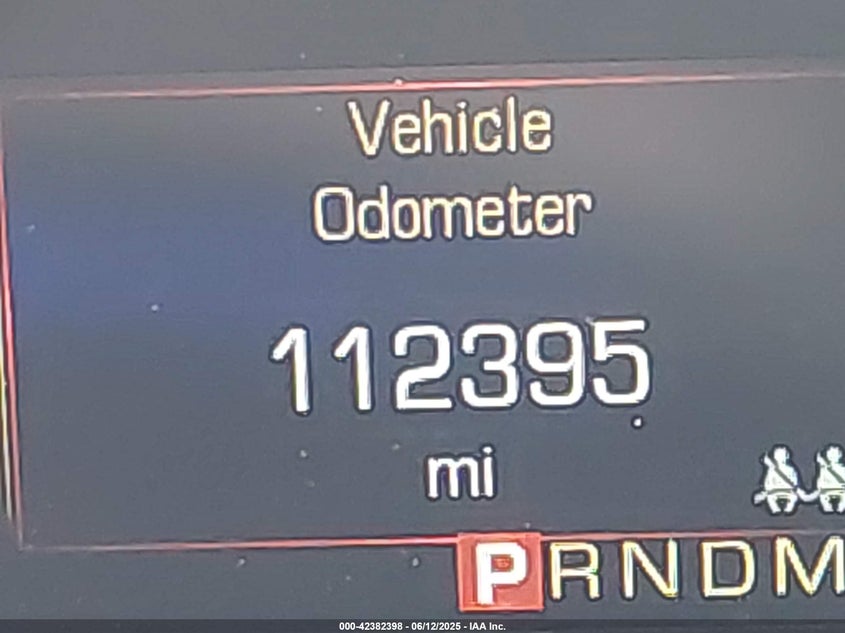 Vehicle
Odometer
112395
mi
PRNDM
000-42382398 - 06/12/2025 - IAA Inc.